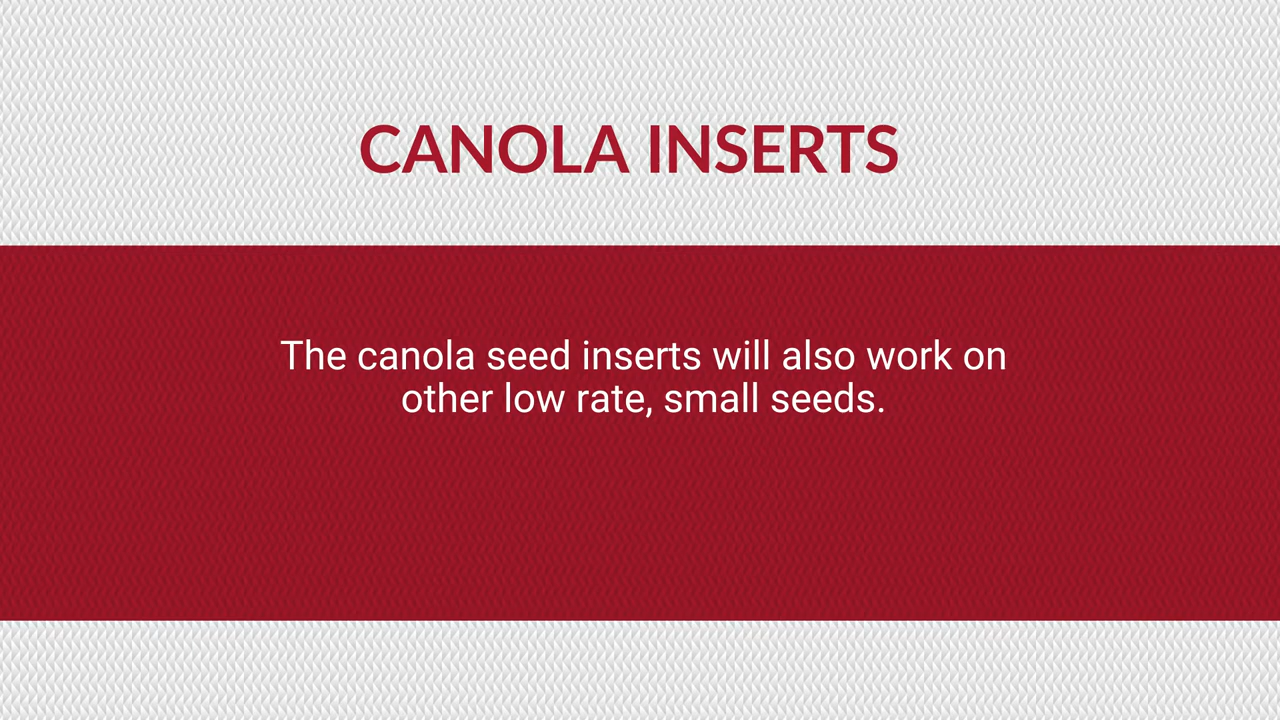 CANOLA INSERTS
The canola seed inserts will also work on
other low rate, small seeds.